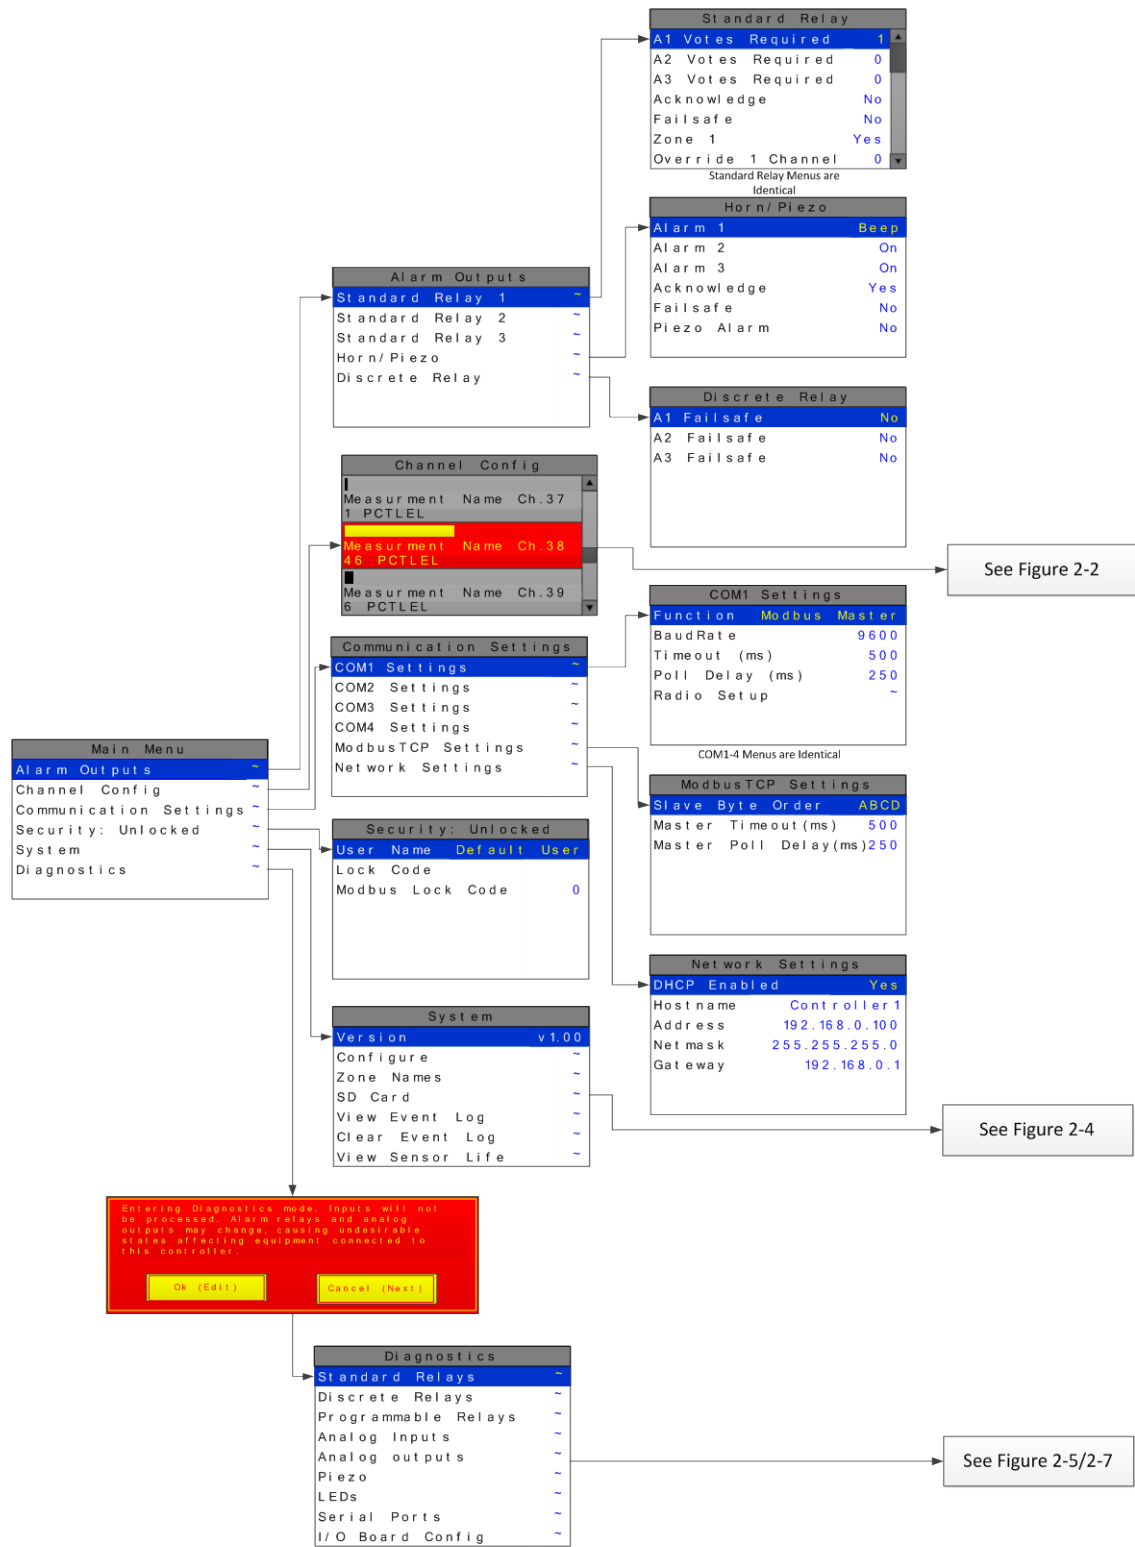 Standard Relay
A1 Votes Required 1
A2 Votes Required 0
A3 Votes Required 0
Acknowledge No
Failsafe No
Zone 1 Yes
Override 1 Channel 0
Standard Relay Menus are
Identical
Horn/Piezo
Alarm 1 Beep
Alarm 2 On
Alarm 3 On
Acknowledge Yes
Failsafe No
Piezo Alarm No
Alarm Outputs
Standard Relay 1 ~
Standard Relay 2 ~
Standard Relay 3 ~
Horn/Piezo ~
Discrete Relay ~
Discrete Relay
A1 Failsafe No
A2 Failsafe No
A3 Failsafe No
Channel Config
Measurment Name Ch.37
1 PCTLEL
Measurment Name Ch.38
46 PCTLEL
Measurment Name Ch.39
6 PCTLEL
See Figure 2-2
COM1 Settings
Function Modbus Master
BaudRate 9600
Timeout (ms) 500
Poll Delay (ms) 250
Radio Setup ~
COM1-4 Menus are Identical
Communication Settings
COM1 Settings ~
COM2 Settings ~
COM3 Settings ~
COM4 Settings ~
ModbusTCP Settings ~
Network Settings ~
Main Menu
Alarm Outputs ~
Channel Config ~
Communication Settings ~
Security: Unlocked ~
System ~
Diagnostics ~
ModbusTCP Settings
Slave Byte Order ABCD
Master Timeout(ms) 500
Master Poll Delay(ms)250
Security: Unlocked
User Name Default User
Lock Code
Modbus Lock Code 0
Network Settings
DHCP Enabled Yes
Hostname Controller1
Address 192.168.0.100
Netmask 255.255.255.0
Gateway 192.168.0.1
System
Version v1.00
Configure ~
Zone Names ~
SD Card ~
View Event Log ~
Clear Event Log ~
View Sensor Life ~
See Figure 2-4
Entering Diagnostics mode. Inputs will not
be processed. Alarm relays and analog
outputs may change, causing undesirable
states affecting equipment connected to
this controller.
Ok (Edit)
Cancel (Next)
Diagnostics
Standard Relays ~
Discrete Relays ~
Programmable Relays ~
Analog Inputs ~
Analog outputs ~
Piezo ~
LEDs ~
Serial Ports ~
I/O Board Config ~
See Figure 2-5/2-7